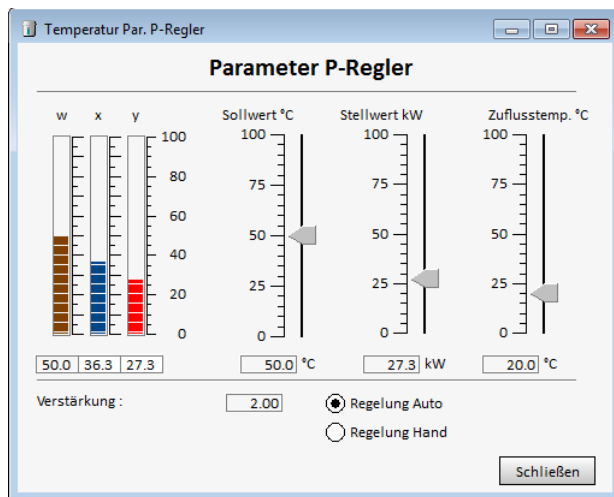 Temperatur Par. P-Regler
Parameter P-Regler
w x y Sollwert °C Stellwert kW Zuflusstemp. °C
100 100 100 100
80 75 75 75
60
50 50 50
40
20 25 25 25
0 0 0 0
50.0 36.3 27.3 50.0 °C 27.3 kW 20.0 °C
Verstärkung : 2.00 Regelung Auto
Regelung Hand
Schließen